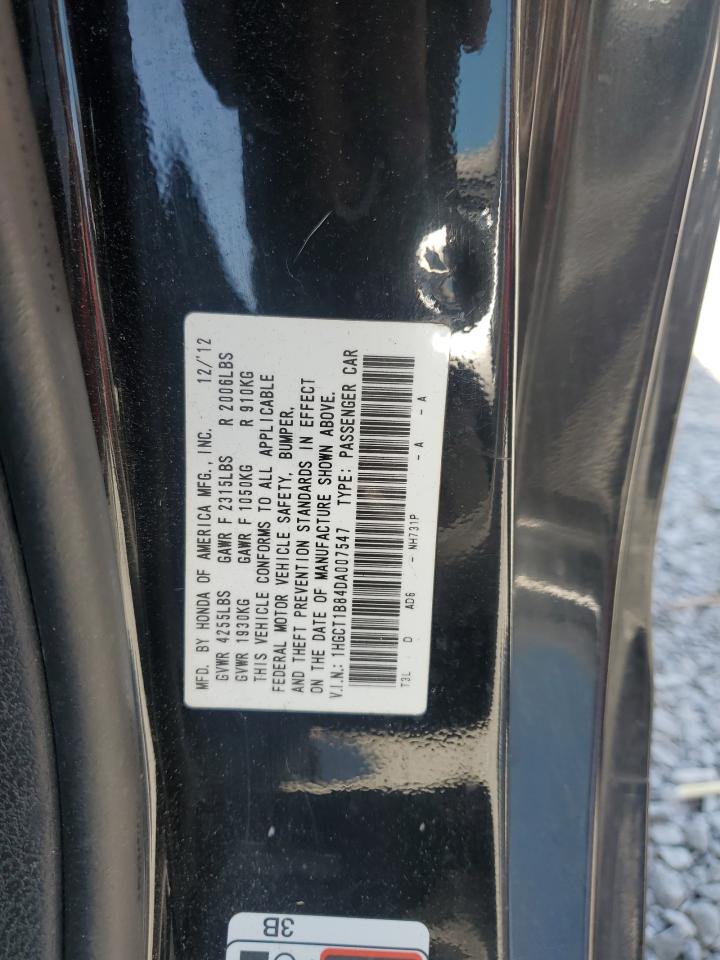 MFD. BY HONDA OF AMERICA MFG., INC. 12/'12
GVWR 4255LBS GAWR F 2315LBS R 2006LBS
GVWR 1930KG GAWR F 1050KG R 910KG
THIS VEHICLE CONFORMS TO ALL APPLICABLE
FEDERAL MOTOR VEHICLE SAFETY, BUMPER,
AND THEFT PREVENTION STANDARDS IN EFFECT
ON THE DATE OF MANUFACTURE SHOWN ABOVE.
V.I.N.: 1HGCT1B84DA007547 TYPE: PASSENGER CAR
T3L D AD6 - NH731P - A - A
3B